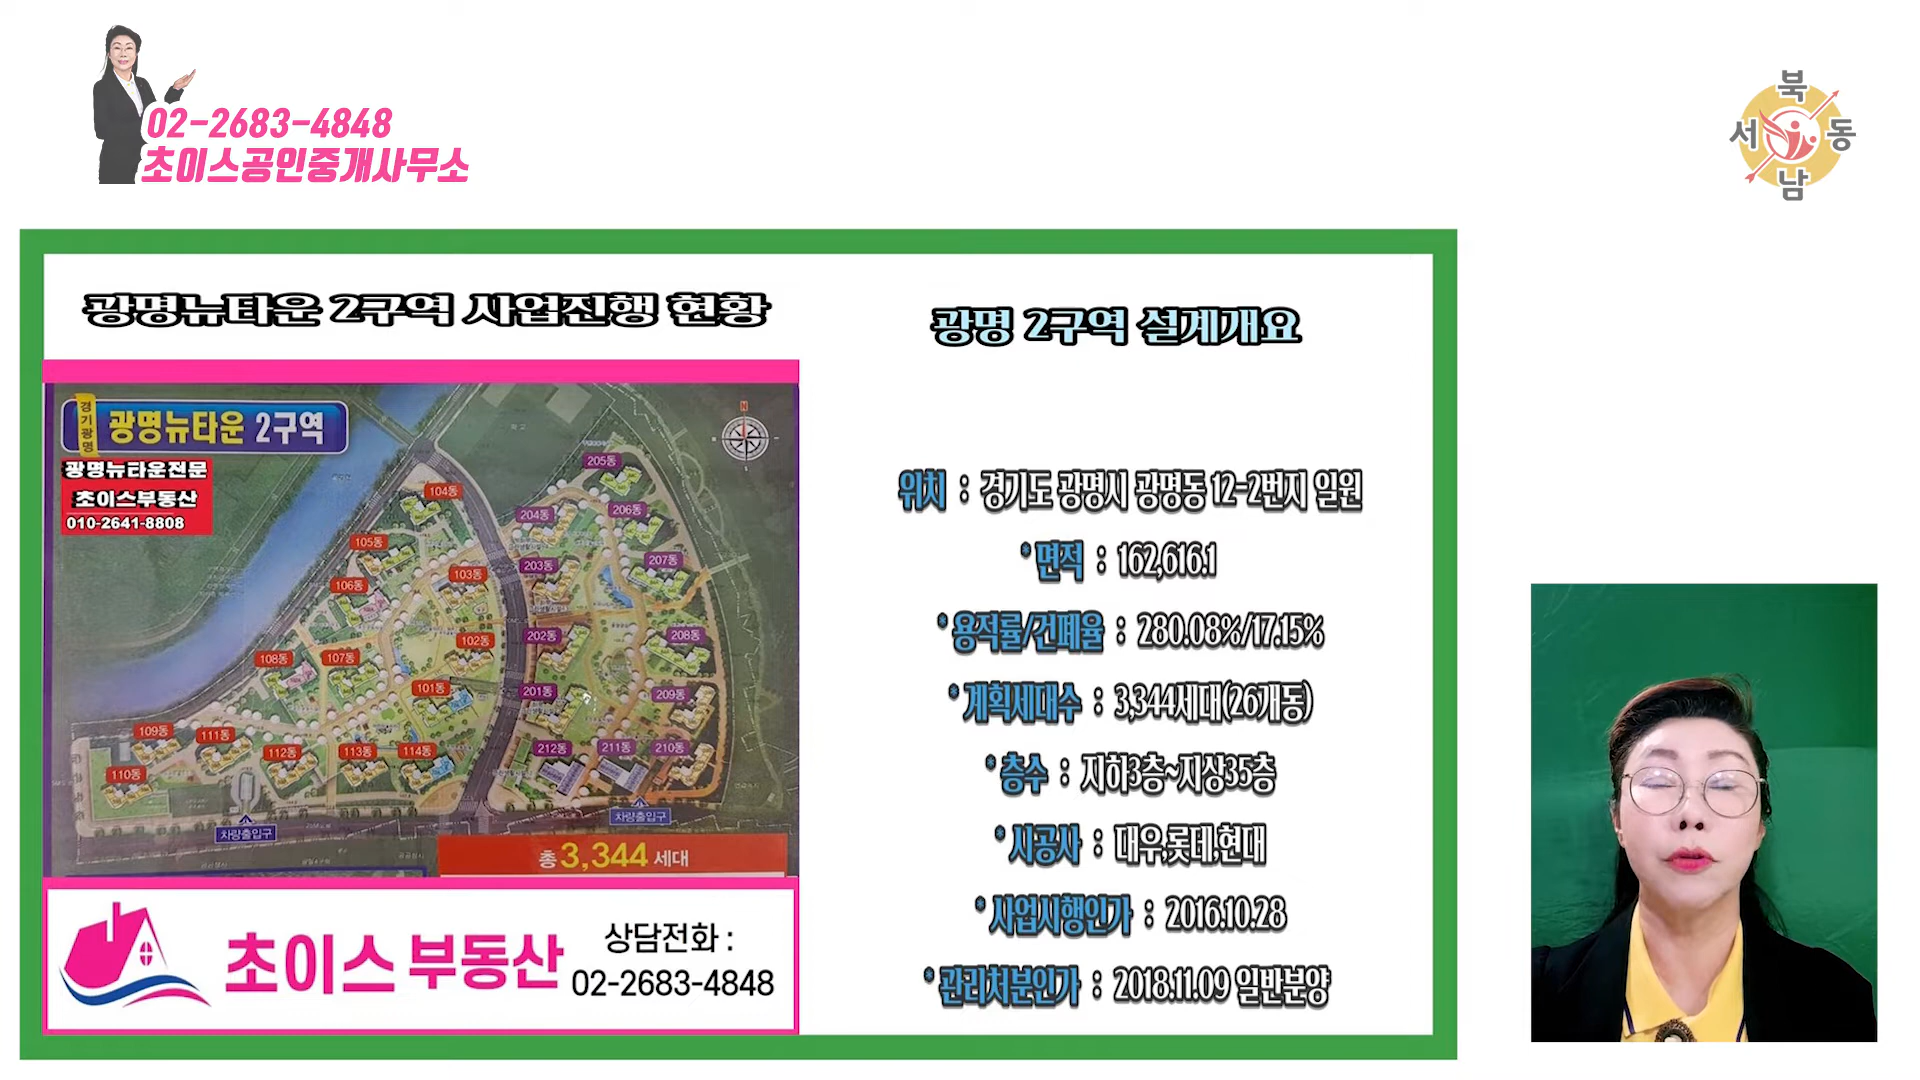 02-2683-4848
초이스공인중개사무소
북
서
동
남
광명뉴타운 2구역 사업진행 현황
경기광명
광명뉴타운 2구역
광명뉴타운전문
초이스부동산
010-2641-8808
N
205동
104동
204동
206동
105동
203동
207동
106동
103동
202동
208동
102동
108동
107동
101동
201동
209동
109동
111동
112동
113동
114동
212동
211동
210동
110동
차량출입구
차량출입구
총 3,344 세대
초이스 부동산
상담전화 :
02-2683-4848
광명 2구역 설계개요
위치 : 경기도 광명시 광명동 12-2번지 일원
* 면적 : 162,616.1
* 용적률/건폐율 : 280.08%/17.15%
* 계획세대수 : 3,344세대(26개동)
* 층수 : 지하3층~지상35층
* 시공사 : 대우,롯데,현대
* 사업시행인가 : 2016.10.28
* 관리처분인가 : 2018.11.09 일반분양